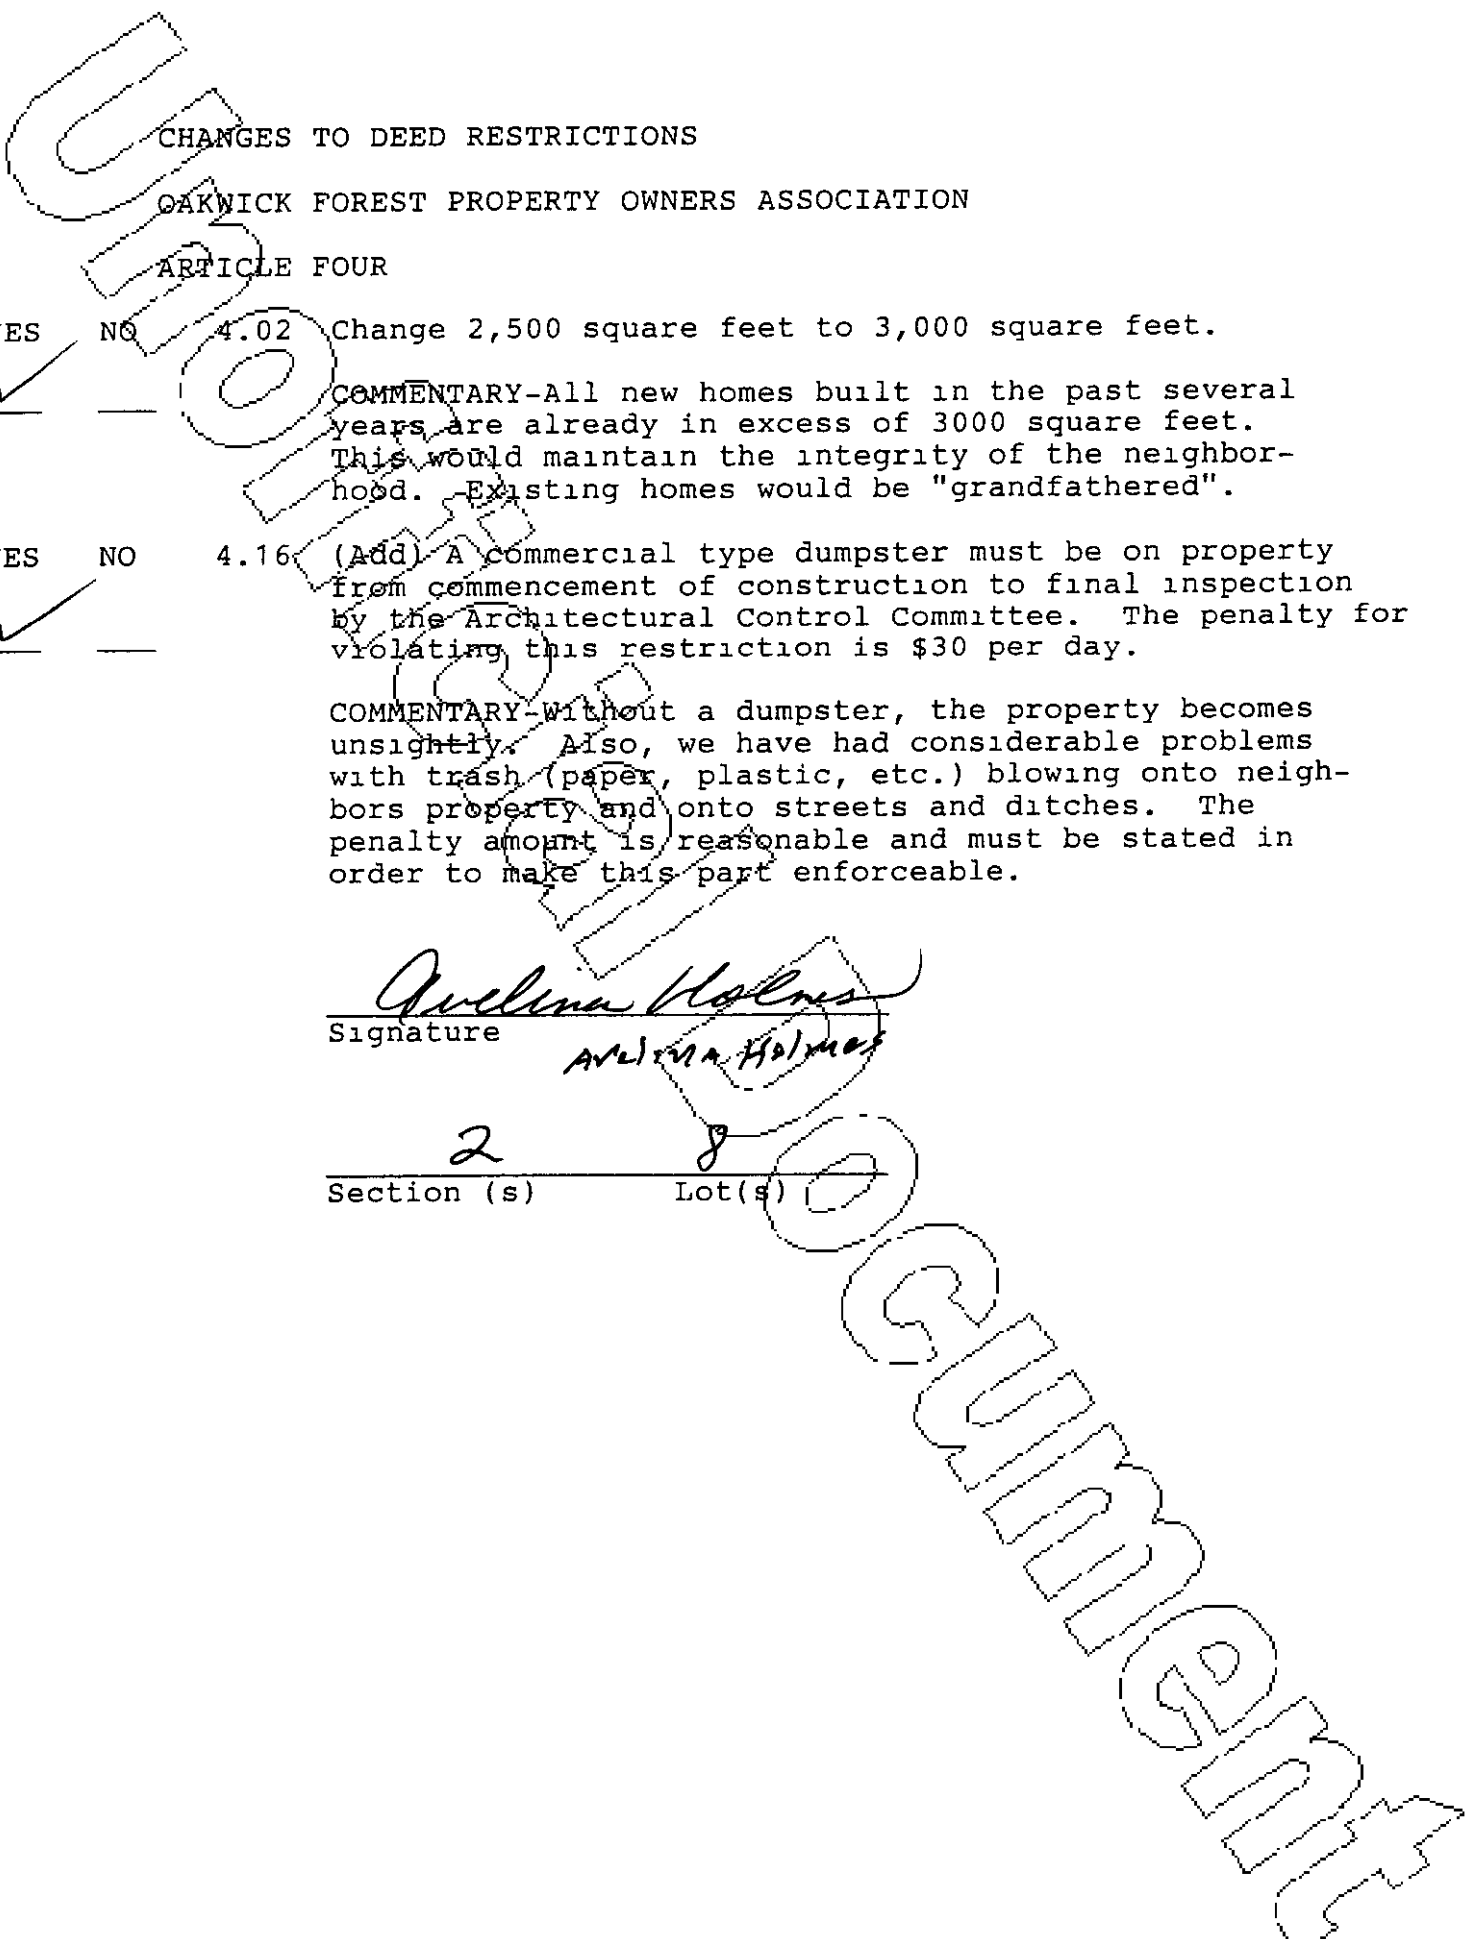 CHANGES TO DEED RESTRICTIONS
OAKWICK FOREST PROPERTY OWNERS ASSOCIATION
ARTICLE FOUR
ES NO 4.02 Change 2,500 square feet to 3,000 square feet.
COMMENTARY-All new homes built in the past several
years are already in excess of 3000 square feet.
This would maintain the integrity of the neighbor-
hood. Existing homes would be "grandfathered".
ES NO 4.16 (Add) A commercial type dumpster must be on property
from commencement of construction to final inspection
by the Architectural Control Committee. The penalty for
violating this restriction is $30 per day.
COMMENTARY-Without a dumpster, the property becomes
unsightly. Also, we have had considerable problems
with trash (paper, plastic, etc.) blowing onto neigh-
bors property and onto streets and ditches. The
penalty amount is reasonable and must be stated in
order to make this part enforceable.
Avelina Holmes
Signature
Avelina Holmes
2 8
Section (s) Lot(s)
Unofficial Document